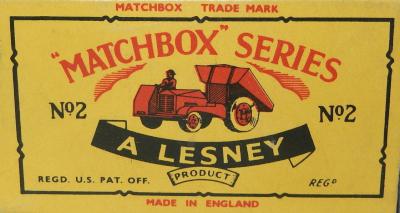 MATCHBOX TRADE MARK
"MATCHBOX" SERIES
Nº2 Nº2
A LESNEY
PRODUCT
REGD. U.S. PAT. OFF. REGD
MADE IN ENGLAND